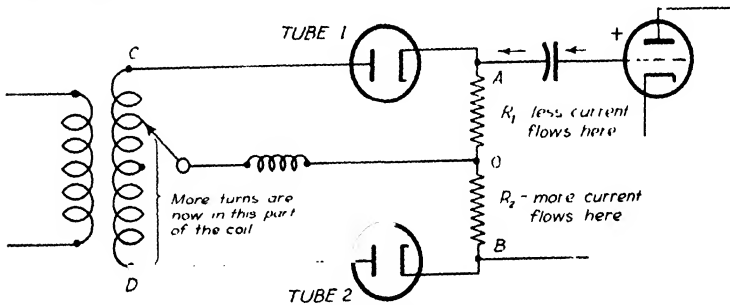 C
TUBE 1
+
A
R₁ less current
flows here
O
More turns are
now in this part
of the coil
R₂ - more current
flows here
B
D
TUBE 2